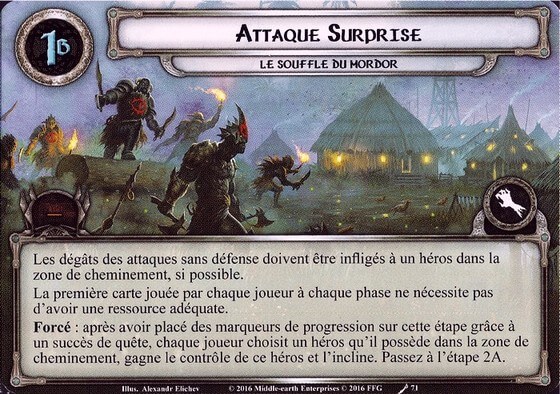 1B
ATTAQUE SURPRISE
LE SOUFFLE DU MORDOR
Les dégâts des attaques sans défense doivent être infligés à un héros dans la
zone de cheminement, si possible.
La première carte jouée par chaque joueur à chaque phase ne nécessite pas
d'avoir une ressource adéquate.
Forcé : après avoir placé des marqueurs de progression sur cette étape grâce à
un succès de quête, chaque joueur choisit un héros qu'il possède dans la zone de
cheminement, gagne le contrôle de ce héros et l'incline. Passez à l'étape 2A.
Illus. Alexandr Elichev © 2016 Middle-earth Enterprises © 2016 FFG 71